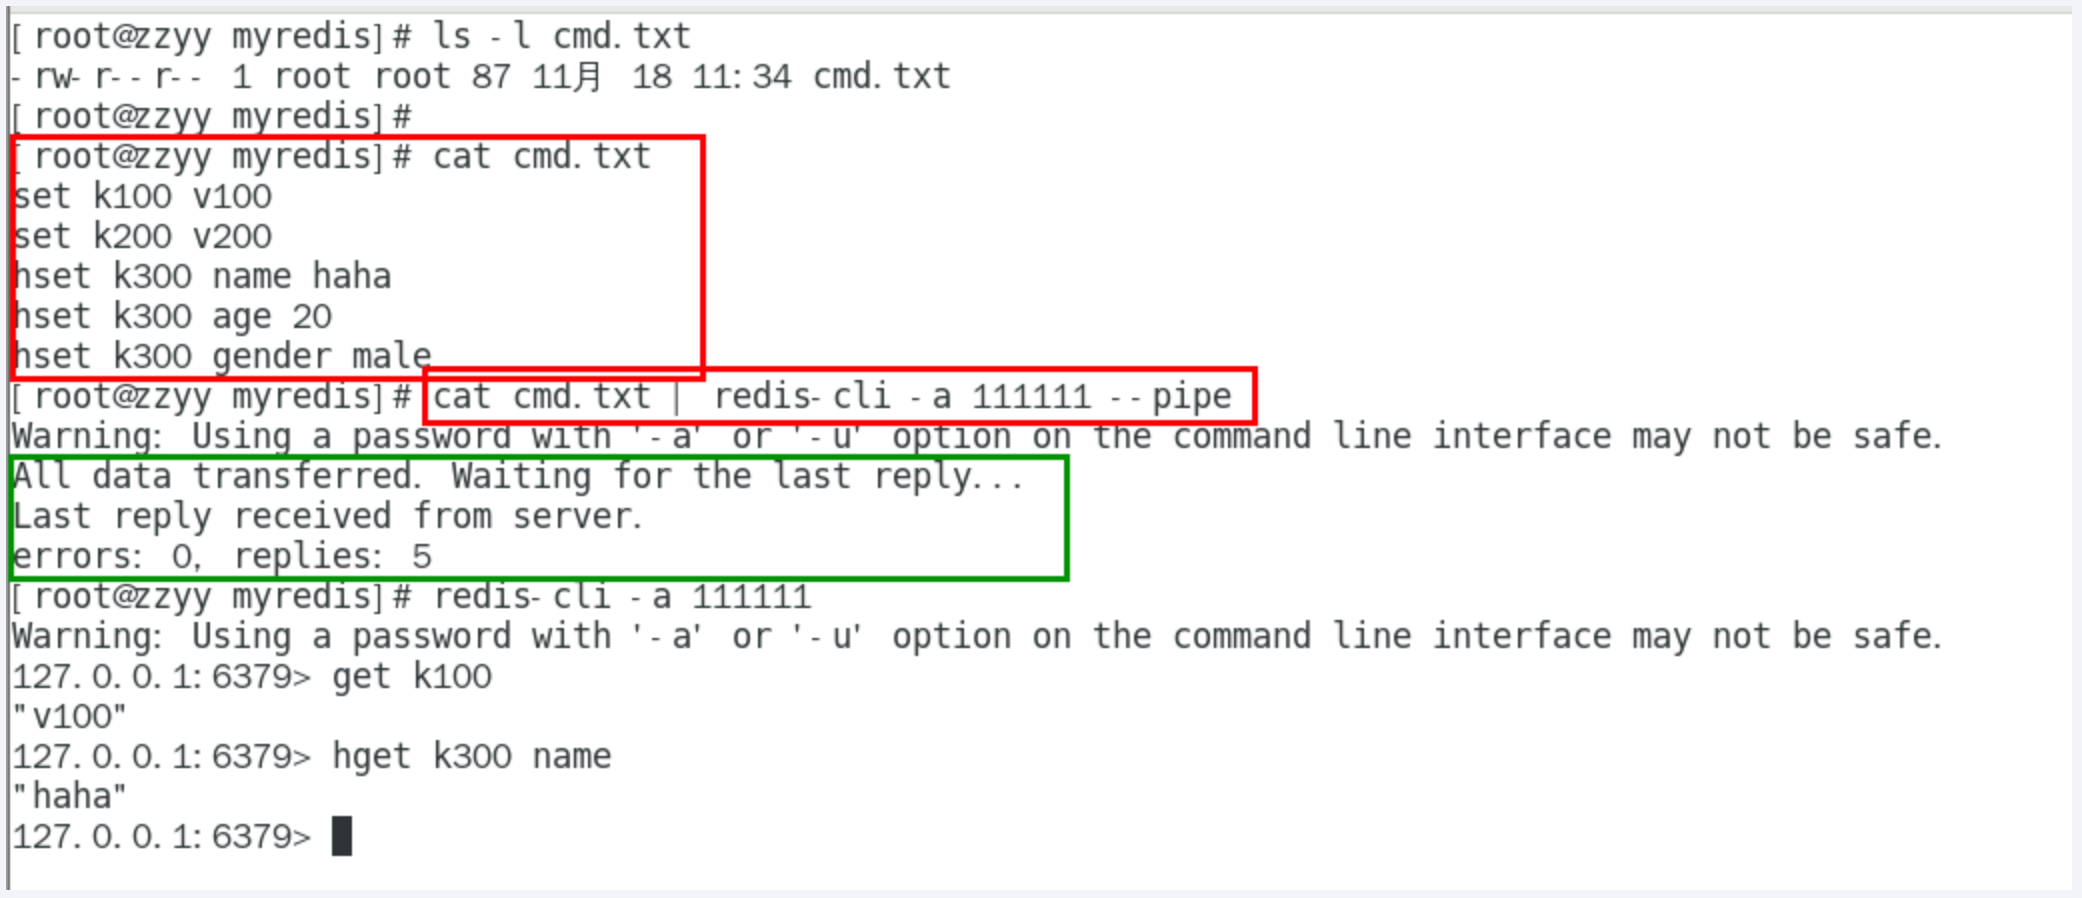 [root@zzyy myredis]# ls -l cmd.txt
-rw-r--r-- 1 root root 87 11月 18 11:34 cmd.txt
[root@zzyy myredis]#
[root@zzyy myredis]# cat cmd.txt
set k100 v100
set k200 v200
hset k300 name haha
hset k300 age 20
hset k300 gender male
[root@zzyy myredis]# cat cmd.txt | redis-cli -a 111111 --pipe
Warning: Using a password with '-a' or '-u' option on the command line interface may not be safe.
All data transferred. Waiting for the last reply...
Last reply received from server.
errors: 0, replies: 5
[root@zzyy myredis]# redis-cli -a 111111
Warning: Using a password with '-a' or '-u' option on the command line interface may not be safe.
127.0.0.1:6379> get k100
"v100"
127.0.0.1:6379> hget k300 name
"haha"
127.0.0.1:6379>